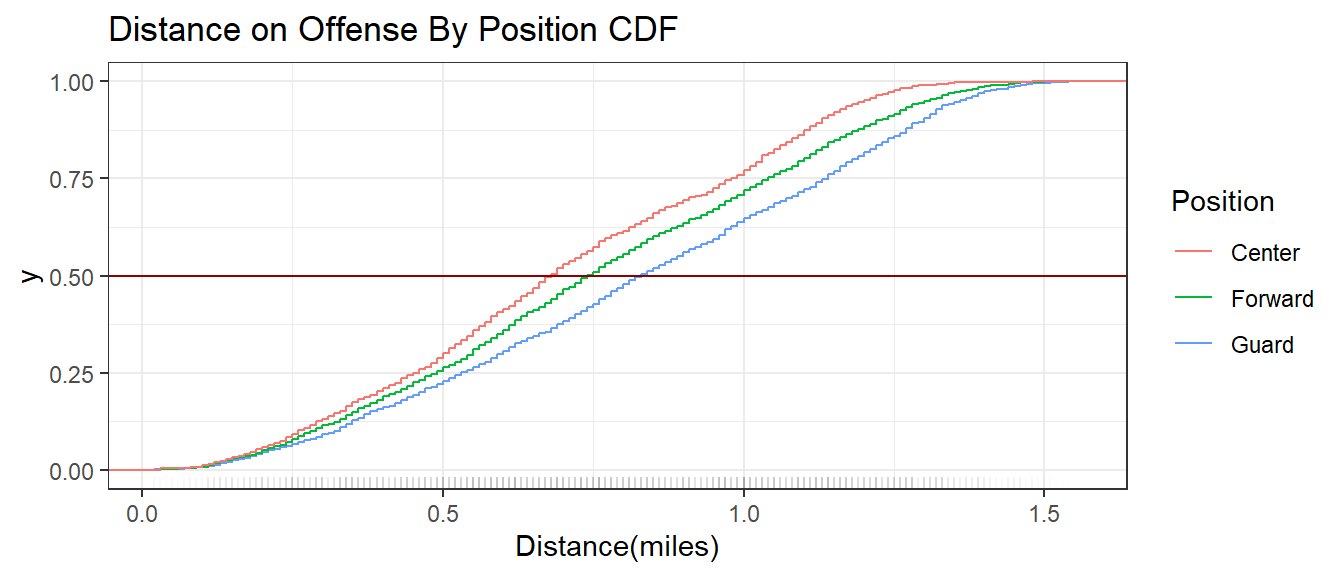 Distance on Offense By Position CDF
y
1.00
0.75
0.50
0.25
0.00
0.0 0.5 1.0 1.5
Distance(miles)
Position
Center
Forward
Guard